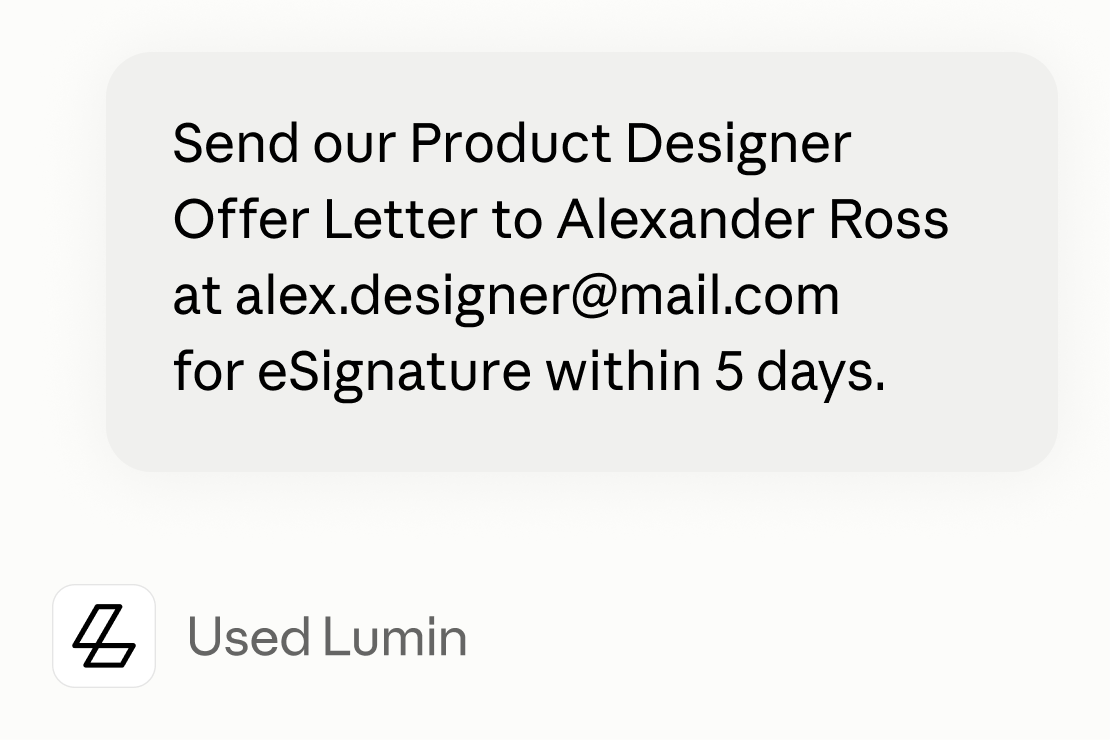 Send our Product Designer
Offer Letter to Alexander Ross
at alex.designer@mail.com
for eSignature within 5 days.
Used Lumin